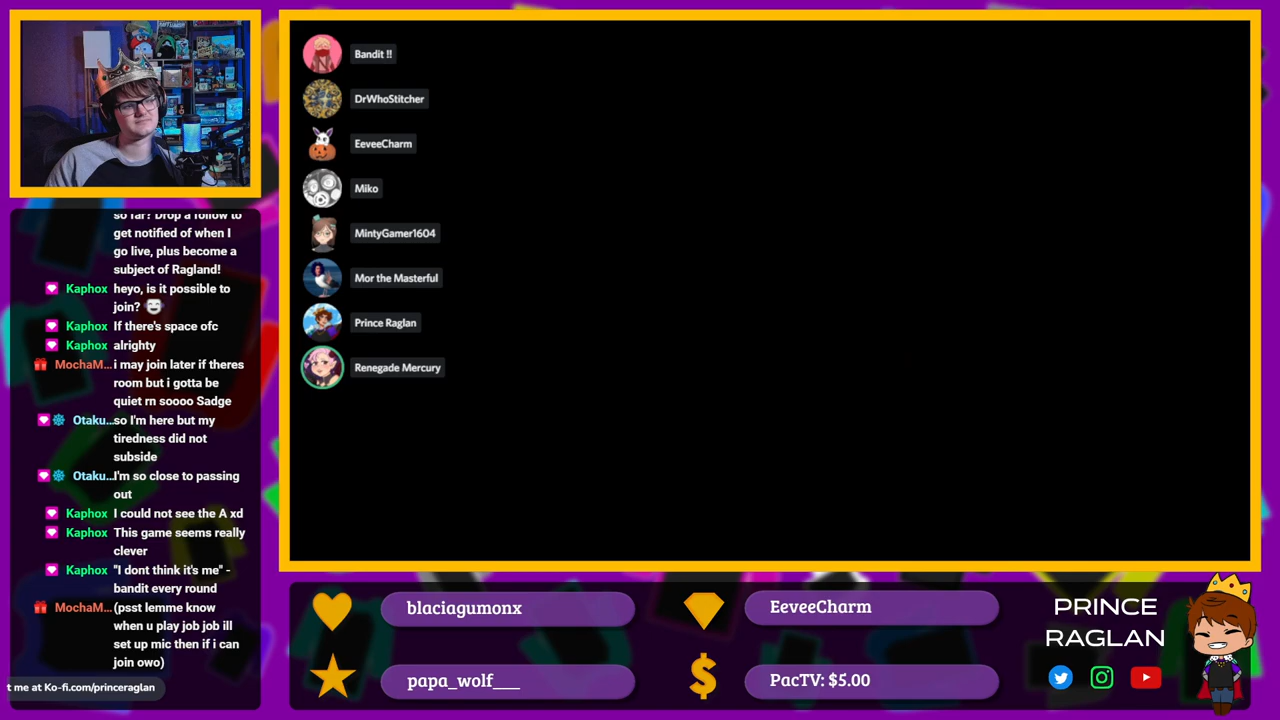 Bandit !!
DrWhoStitcher
EeveeCharm
Miko
MintyGamer1604
Mor the Masterful
Prince Raglan
Renegade Mercury
so far? Drop a follow to
get notified of when I
go live, plus become a
subject of Ragland!
Kaphox heyo, is it possible to
join?
Kaphox If there's space ofc
Kaphox alrighty
MochaM... i may join later if theres
room but i gotta be
quiet rn soooo Sadge
Otaku... so I'm here but my
tiredness did not
subside
Otaku... I'm so close to passing
out
Kaphox I could not see the A xd
Kaphox This game seems really
clever
Kaphox "I dont think it's me" -
bandit every round
MochaM... (psst lemme know
when u play job job ill
set up mic then if i can
join owo)
t me at Ko-fi.com/princeraglan
blaciagumonx
EeveeCharm
papa_wolf___
$ PacTV: $5.00
PRINCE
RAGLAN